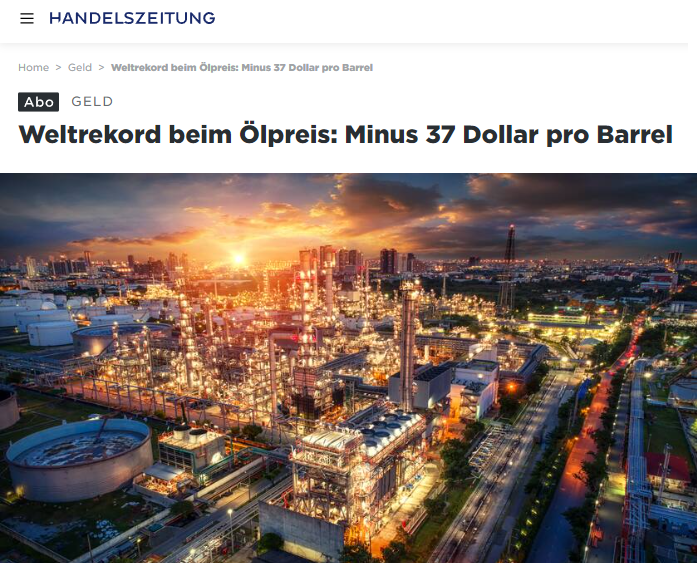 HANDELSZEITUNG
Home > Geld > Weltrekord beim Ölpreis: Minus 37 Dollar pro Barrel
Abo GELD
Weltrekord beim Ölpreis: Minus 37 Dollar pro Barrel